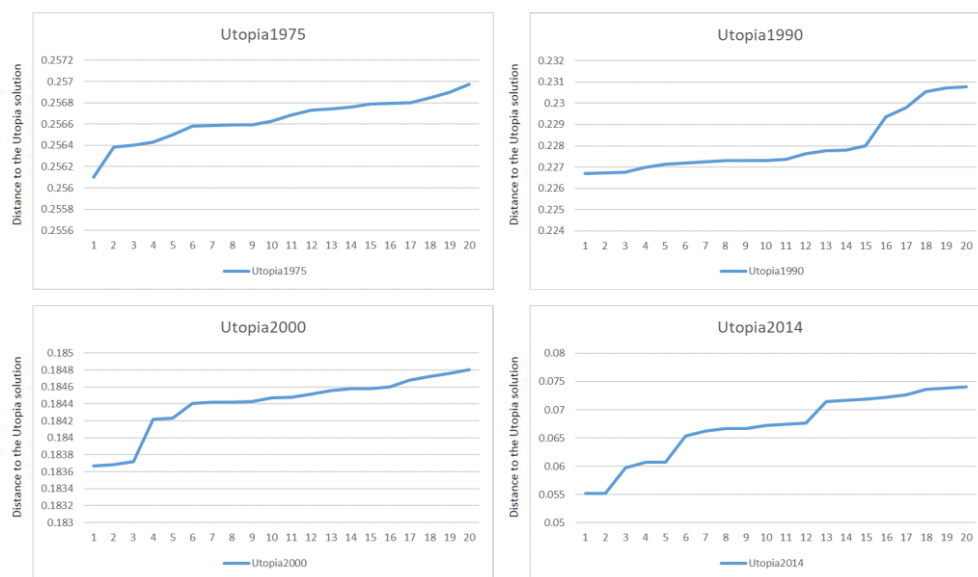 Utopia1975
Distance to the Utopia solution
0.2572
0.257
0.2568
0.2566
0.2564
0.2562
0.256
0.2558
0.2556
1 2 3 4 5 6 7 8 9 10 11 12 13 14 15 16 17 18 19 20
Utopia1975
Utopia1990
Distance to the Utopia solution
0.232
0.231
0.23
0.229
0.228
0.227
0.226
0.225
0.224
1 2 3 4 5 6 7 8 9 10 11 12 13 14 15 16 17 18 19 20
Utopia1990
Utopia2000
Distance to the Utopia solution
0.185
0.1848
0.1846
0.1844
0.1842
0.184
0.1838
0.1836
0.1834
0.1832
0.183
1 2 3 4 5 6 7 8 9 10 11 12 13 14 15 16 17 18 19 20
Utopia2000
Utopia2014
Distance to the Utopia solution
0.08
0.075
0.07
0.065
0.06
0.055
0.05
1 2 3 4 5 6 7 8 9 10 11 12 13 14 15 16 17 18 19 20
Utopia2014